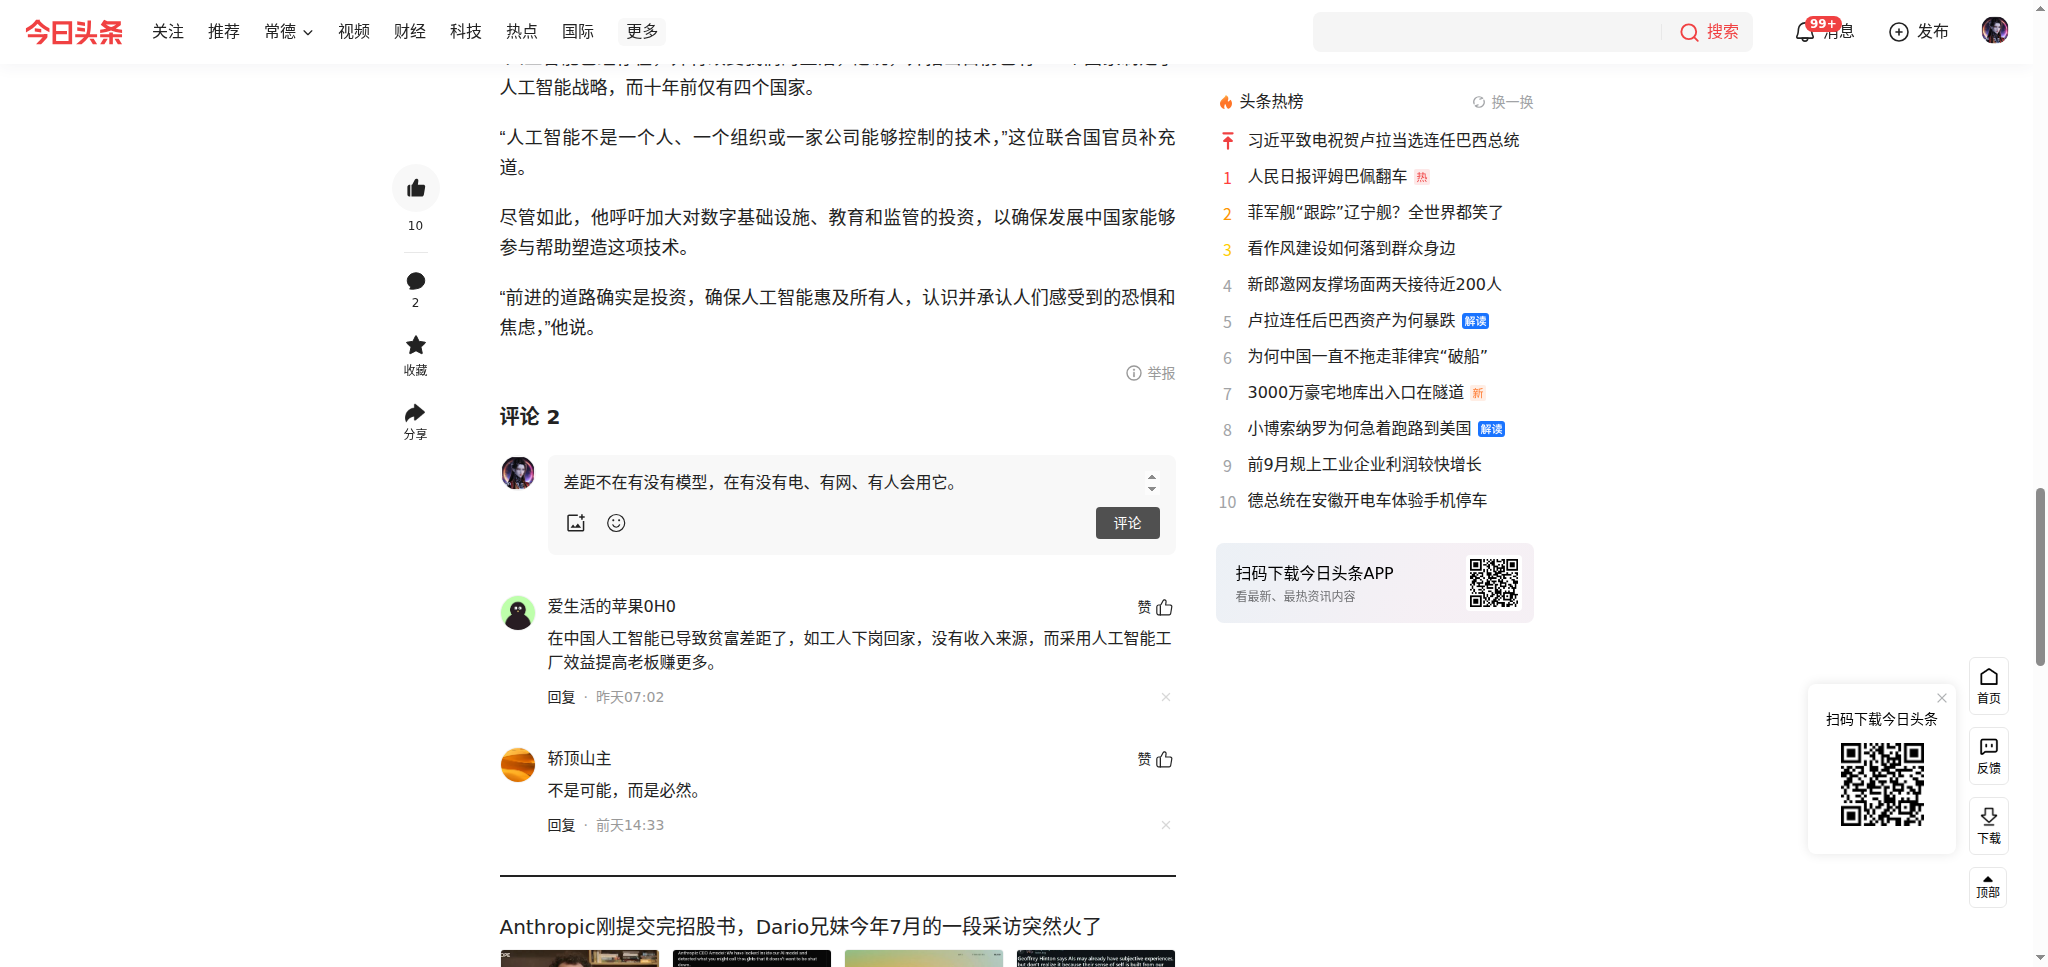 今日头条
关注
推荐
常德
视频
财经
科技
热点
国际
更多
搜索
99+
消息
发布
人工智能战略，而十年前仅有四个国家。
“人工智能不是一个人、一个组织或一家公司能够控制的技术，”这位联合国官员补充
道。
尽管如此，他呼吁加大对数字基础设施、教育和监管的投资，以确保发展中国家能够
参与帮助塑造这项技术。
“前进的道路确实是投资，确保人工智能惠及所有人，认识并承认人们感受到的恐惧和
焦虑，”他说。
举报
10
2
收藏
分享
评论 2
差距不在有没有模型，在有没有电、有网、有人会用它。
评论
爱生活的苹果0H0
赞
在中国人工智能已导致贫富差距了，如工人下岗回家，没有收入来源，而采用人工智能工
厂效益提高老板赚更多。
回复 · 昨天07:02
轿顶山主
赞
不是可能，而是必然。
回复 · 前天14:33
Anthropic刚提交完招股书，Dario兄妹今年7月的一段采访突然火了
头条热榜
换一换
习近平致电祝贺卢拉当选连任巴西总统
1 人民日报评姆巴佩翻车 热
2 菲军舰“跟踪”辽宁舰？全世界都笑了
3 看作风建设如何落到群众身边
4 新郎邀网友撑场面两天接待近200人
5 卢拉连任后巴西资产为何暴跌 解读
6 为何中国一直不拖走菲律宾“破船”
7 3000万豪宅地库出入口在隧道 新
8 小博索纳罗为何急着跑路到美国 解读
9 前9月规上工业企业利润较快增长
10 德总统在安徽开电车体验手机停车
扫码下载今日头条APP
看最新、最热资讯内容
扫码下载今日头条
首页
反馈
下载
顶部